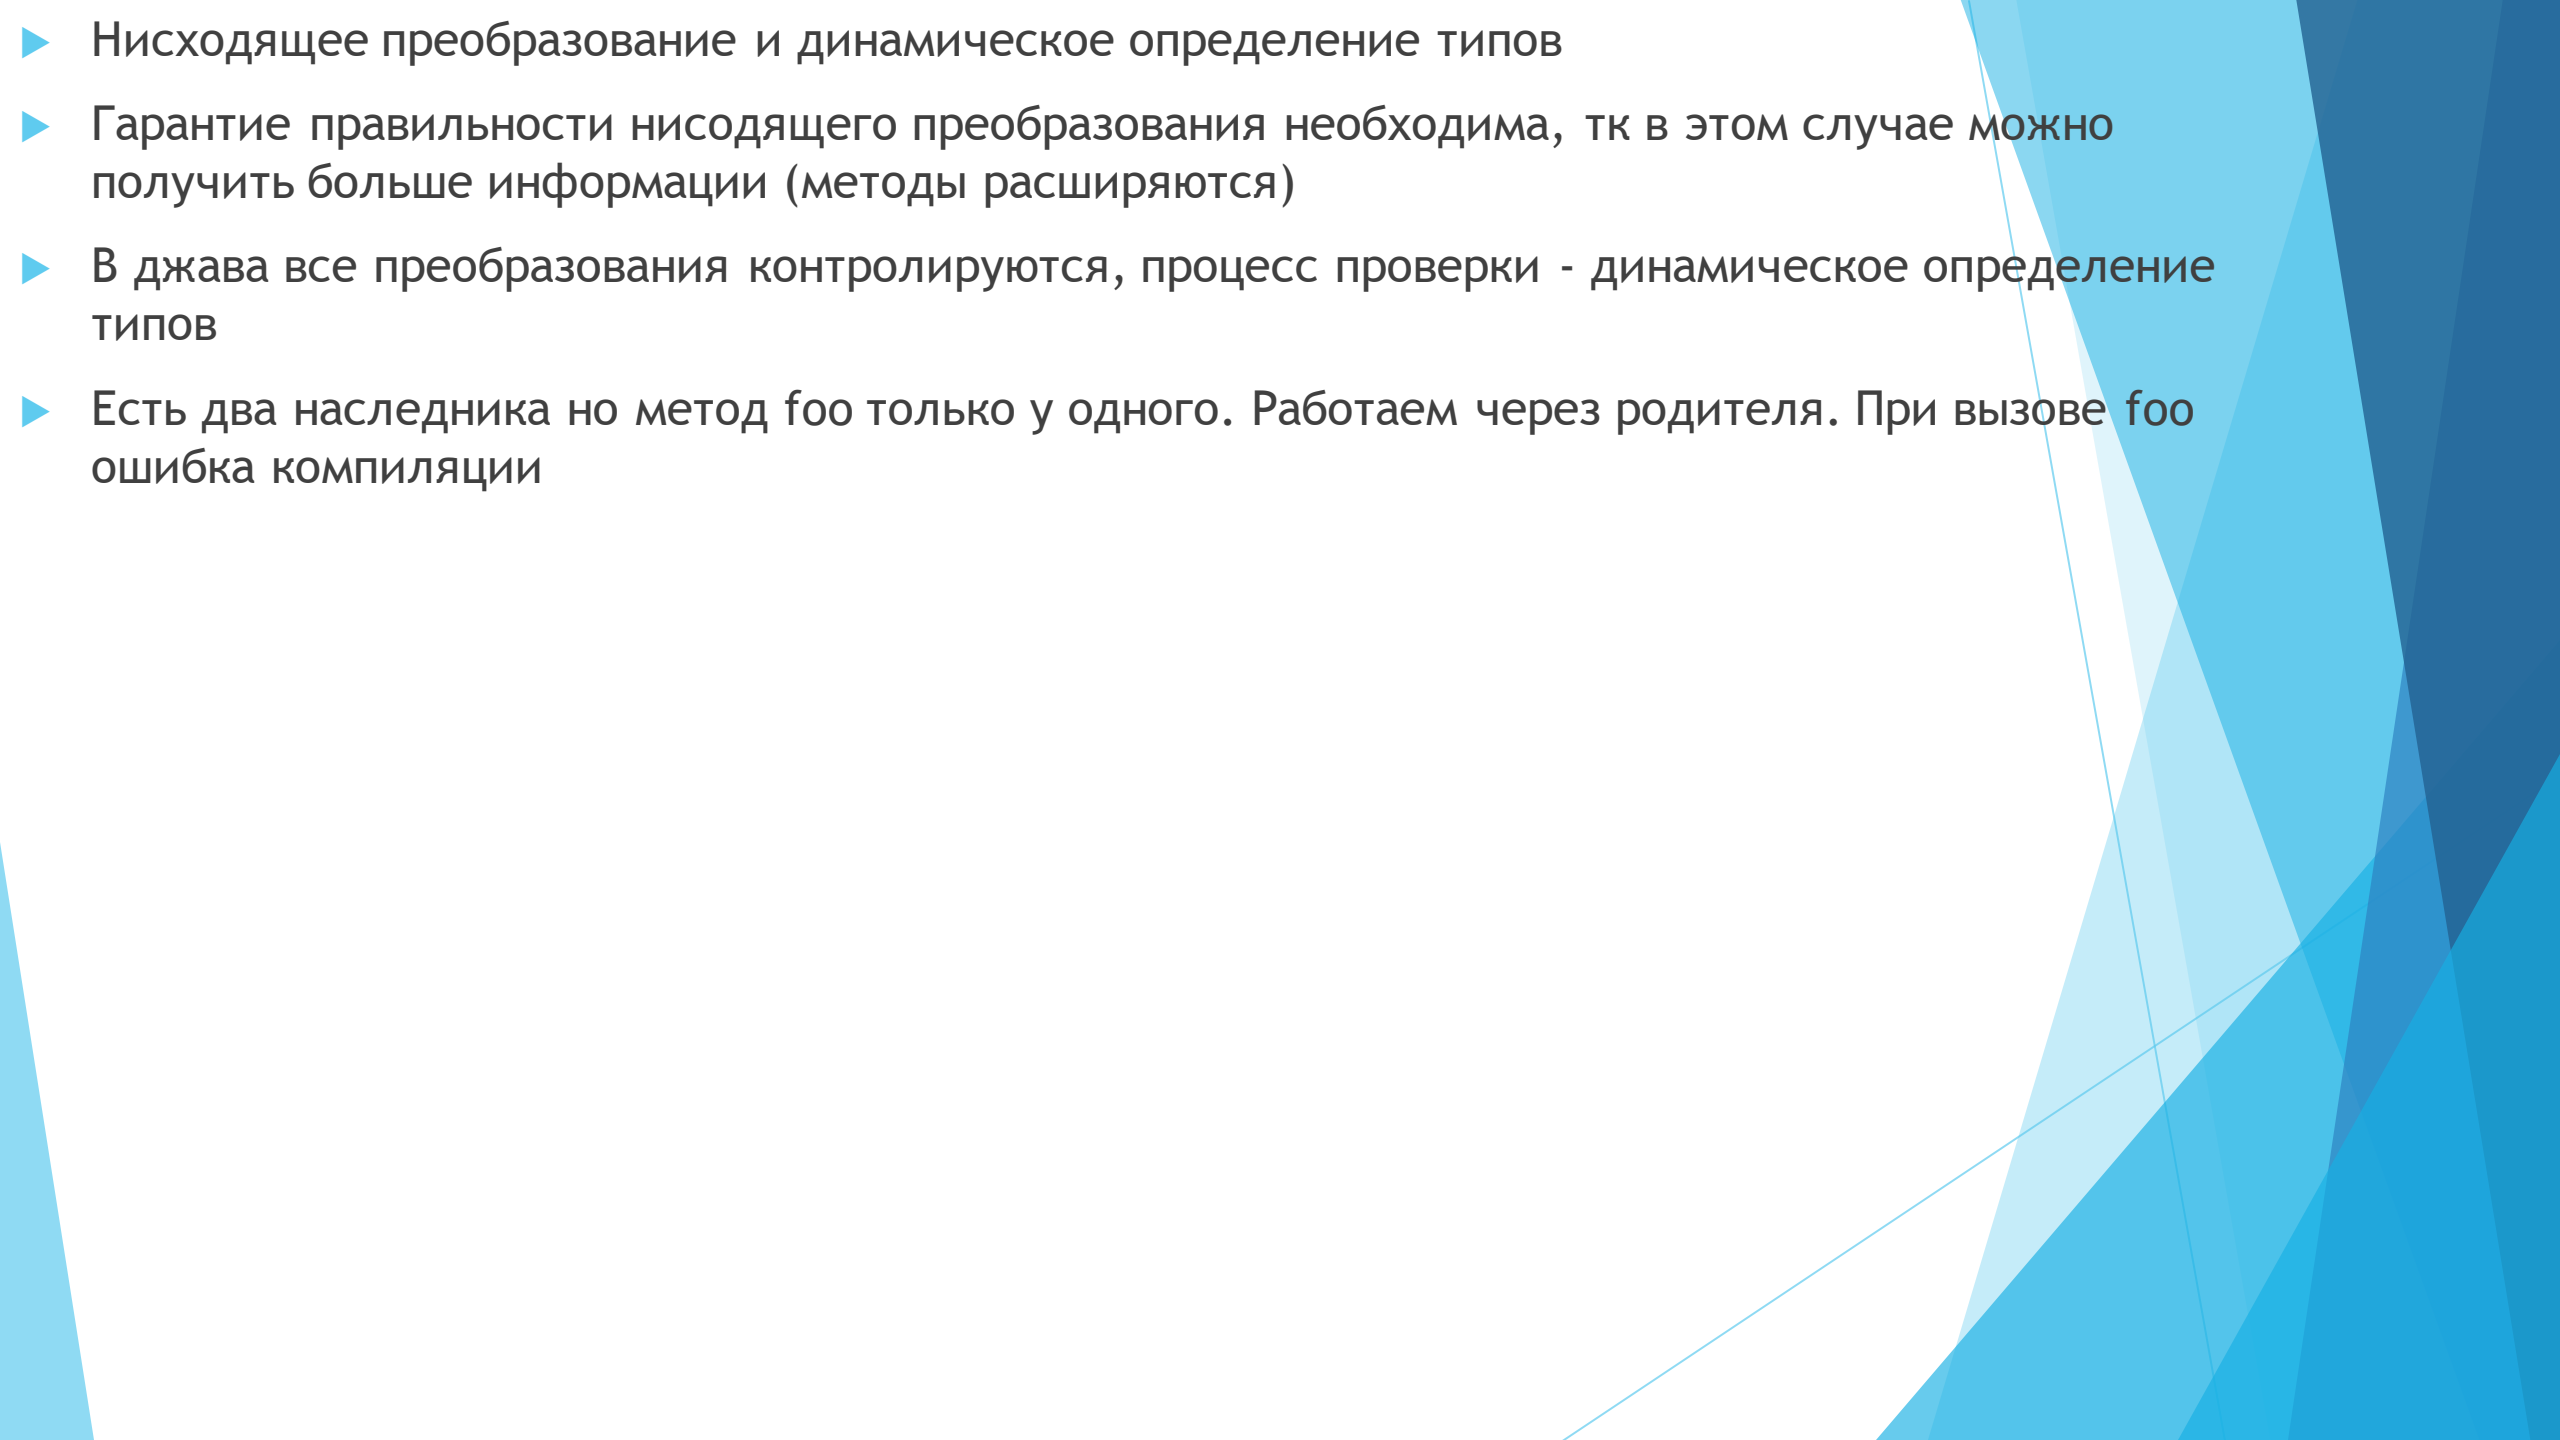 Нисходящее преобразование и динамическое определение типов
Гарантие правильности нисодящего преобразования необходима, тк в этом случае можно
получить больше информации (методы расширяются)
В джава все преобразования контролируются, процесс проверки - динамическое определение
типов
Есть два наследника но метод foo только у одного. Работаем через родителя. При вызове foo
ошибка компиляции